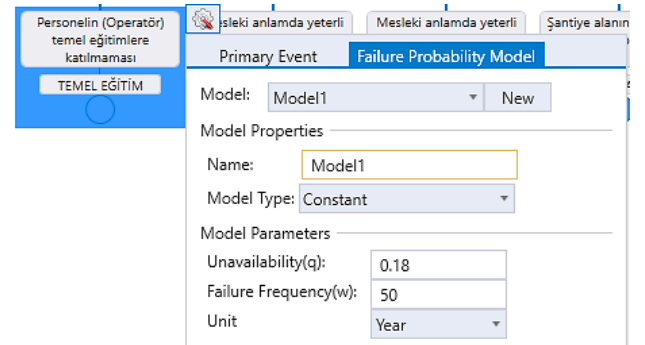 Personelin (Operatör)
temel eğitimlere
katılmaması
TEMEL EĞİTİM
esleki anlamda yeterli
Mesleki anlamda yeterli
Şantiye alanın
Primary Event
Failure Probability Model
Model:
Model1
New
Model Properties
Name:
Model1
Model Type:
Constant
Model Parameters
Unavailability(q):
0.18
Failure Frequency(w):
50
Unit
Year